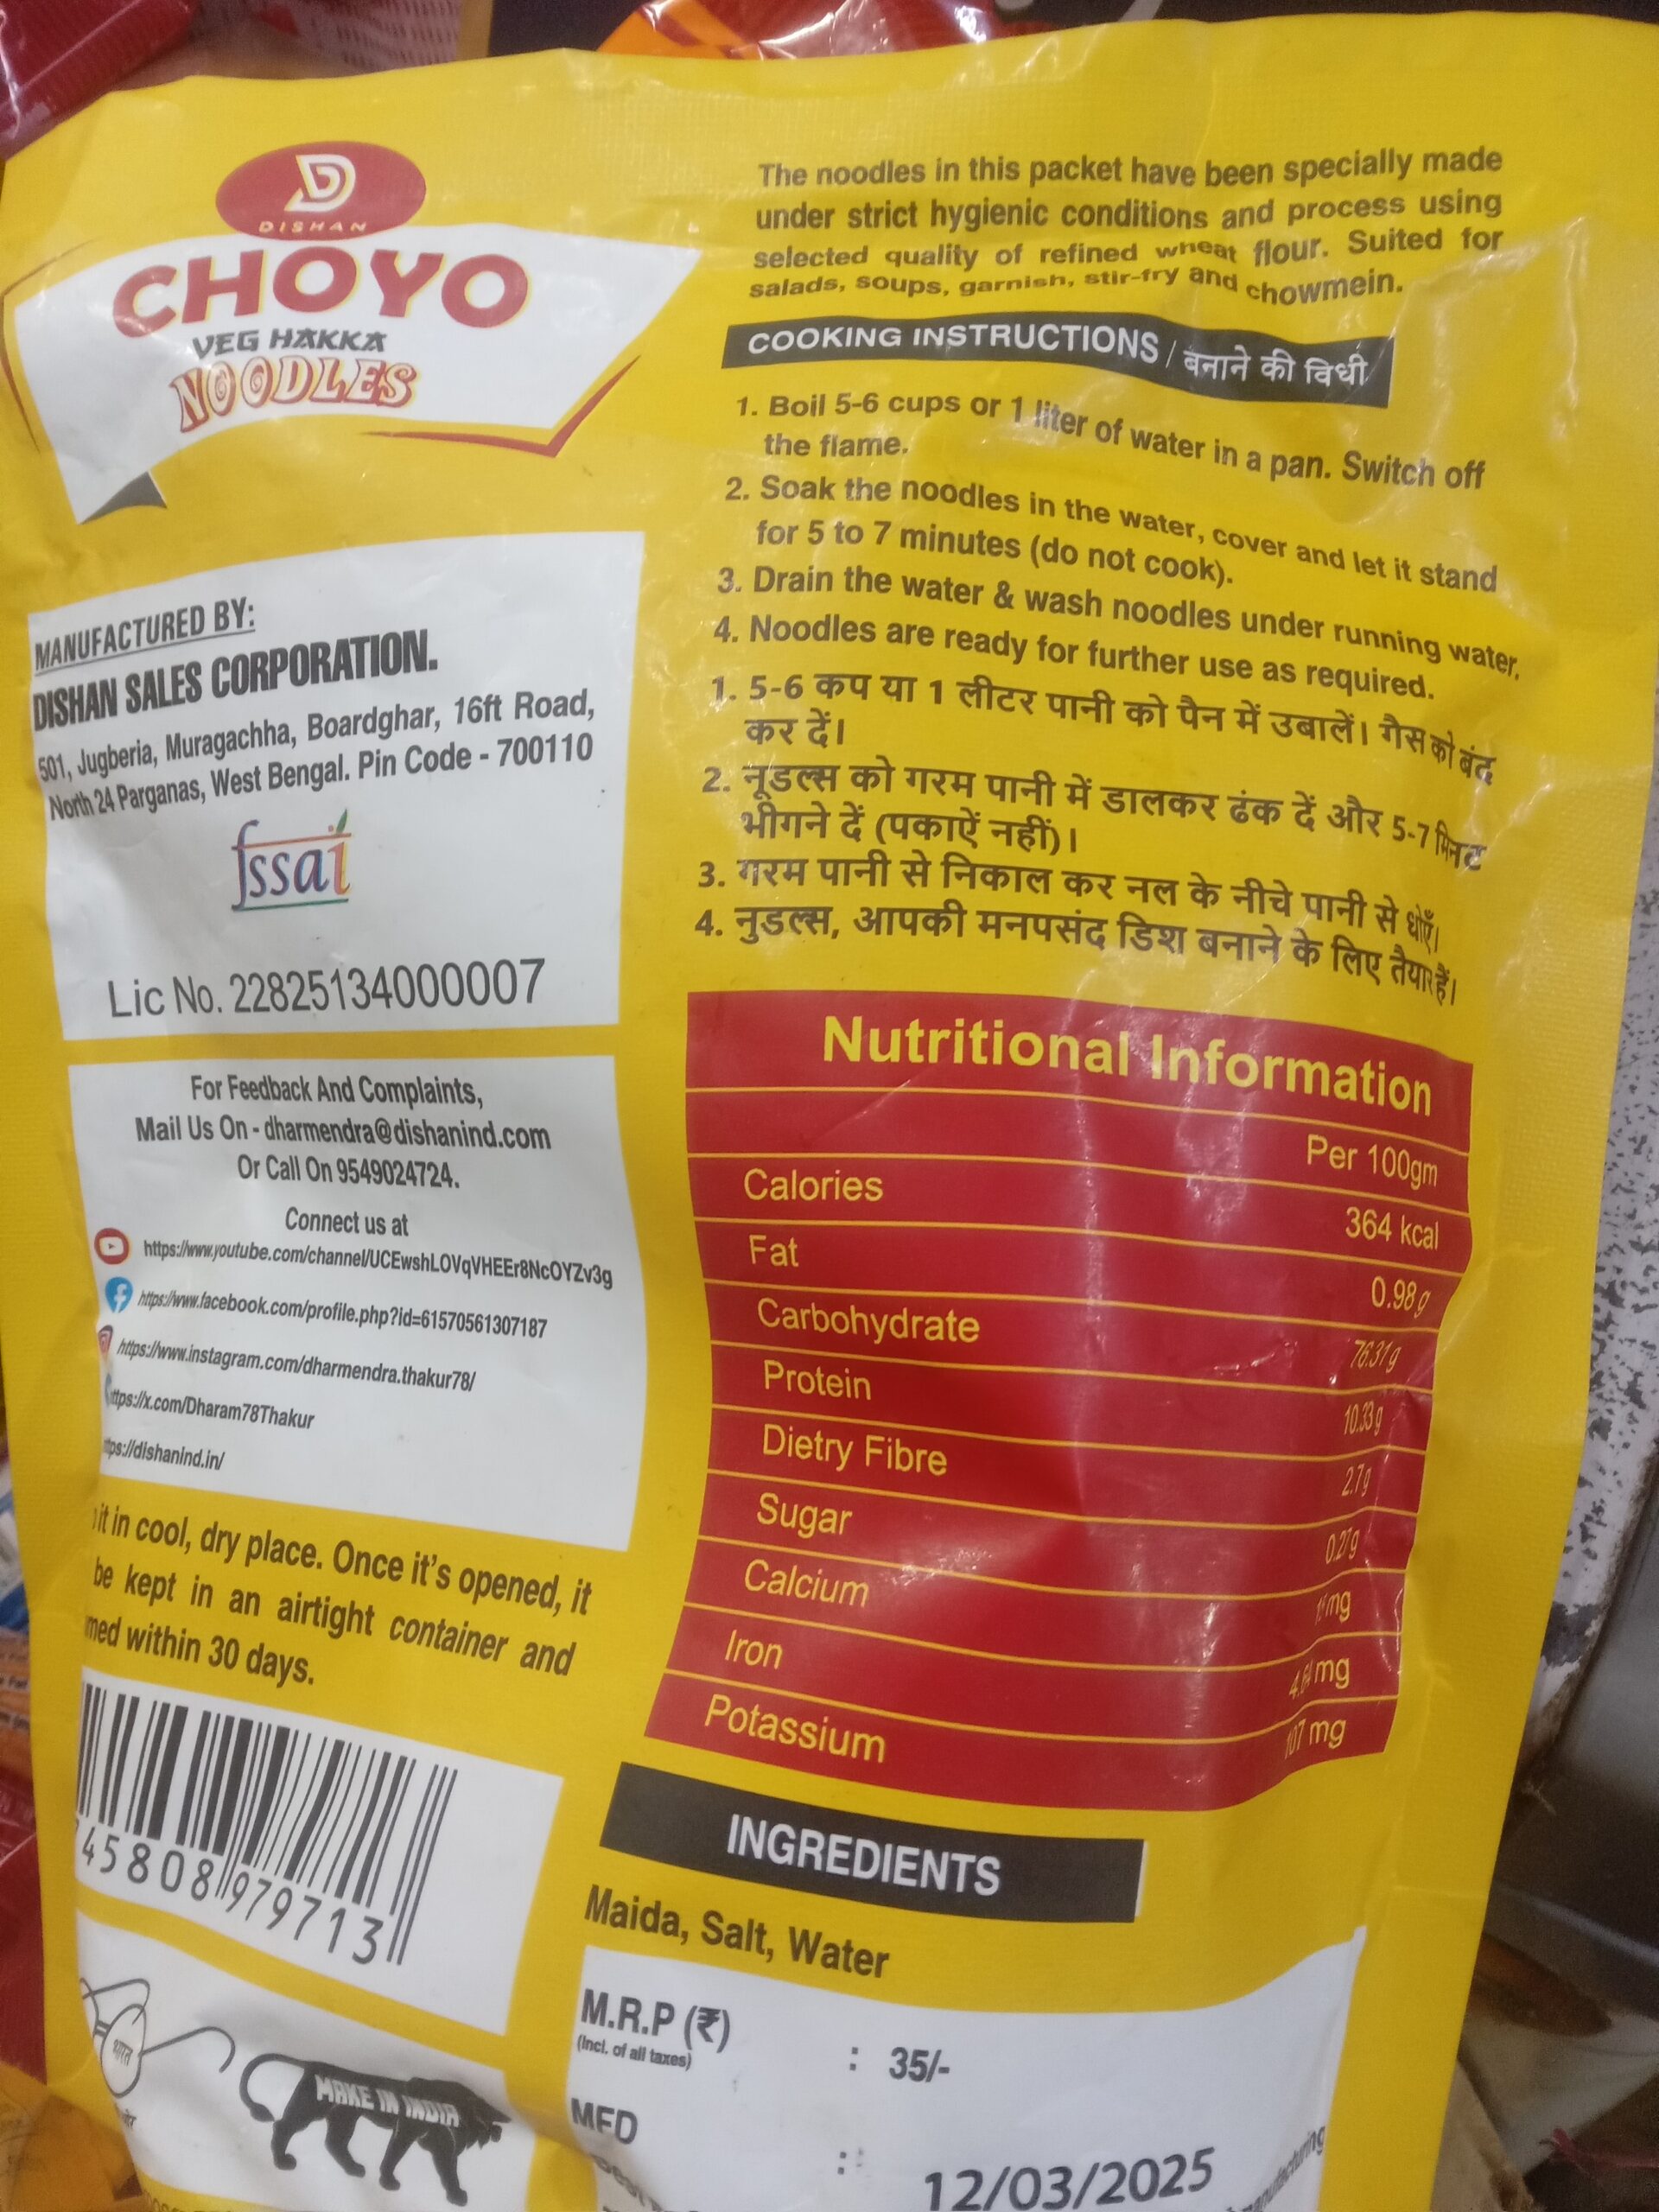 DISHAN
CHOYO
VEG HAKKA
NOODLES
The noodles in this packet have been specially made
under strict hygienic conditions and process using
selected quality of refined wheat flour. Suited for
salads, soups, garnish, stir-fry and chowmein.
COOKING INSTRUCTIONS / बनाने की विधी
1. Boil 5-6 cups or 1 liter of water in a pan. Switch off
the flame.
2. Soak the noodles in the water, cover and let it stand
for 5 to 7 minutes (do not cook).
3. Drain the water & wash noodles under running water.
4. Noodles are ready for further use as required.
1. 5-6 कप या 1 लीटर पानी को पैन में उबालें। गैस को बंद
कर दें।
2. नूडल्स को गरम पानी में डालकर ढंक दें और 5-7 मिनट
भीगने दें (पकाऐं नहीं)।
3. गरम पानी से निकाल कर नल के नीचे पानी से धोएँ।
4. नुडल्स, आपकी मनपसंद डिश बनाने के लिए तैयार हैं।
MANUFACTURED BY:
DISHAN SALES CORPORATION.
501, Jugberia, Muragachha, Boardghar, 16ft Road,
North 24 Parganas, West Bengal. Pin Code - 700110
fssai
Lic No. 22825134000007
For Feedback And Complaints,
Mail Us On - dharmendra@dishanind.com
Or Call On 9549024724.
Connect us at
https://www.youtube.com/channel/UCEwshLOVqVHEEr8NcOYZv3g
https://www.facebook.com/profile.php?id=61570561307187
https://www.instagram.com/dharmendra.thakur78/
ttps://x.com/Dharam78Thakur
tps://dishanind.in/
it in cool, dry place. Once it's opened, it
be kept in an airtight container and
med within 30 days.
45808 979713
भारत
MAKE IN INDIA
Nutritional Information
Per 100gm
Calories 364 kcal
Fat 0.98 g
Carbohydrate 76.31 g
Protein 10.33 g
Dietry Fibre 2.7 g
Sugar 0.27 g
Calcium mg
Iron mg
Potassium 107 mg
INGREDIENTS
Maida, Salt, Water
M.R.P (₹) : 35/-
(Incl. of all taxes)
MFD : 12/03/2025
manufacturing